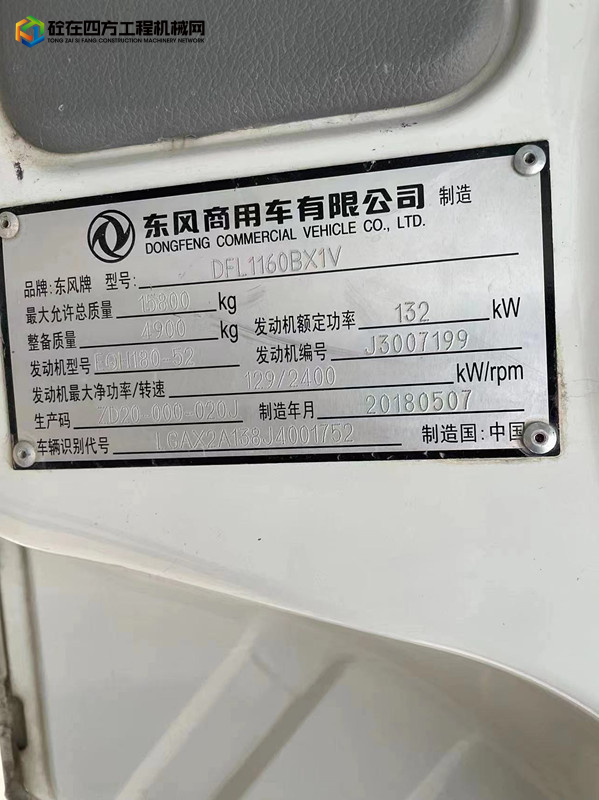 砼在四方工程机械网
TONG ZAI SI FANG CONSTRUCTION MACHINERY NETWORK
东风商用车有限公司 制造
DONGFENG COMMERCIAL VEHICLE CO., LTD.
品牌:东风牌 型号: DFL1160BX1V
最大允许总质量 15800 kg
整备质量 4900 kg 发动机额定功率 132 kW
发动机型号 180-52 发动机编号 J3007199
发动机最大净功率/转速 129/2400 kW/rpm
生产码 ZD20-000-020J 制造年月 20180507
车辆识别代号 LGAX2A138J4001752 制造国:中国